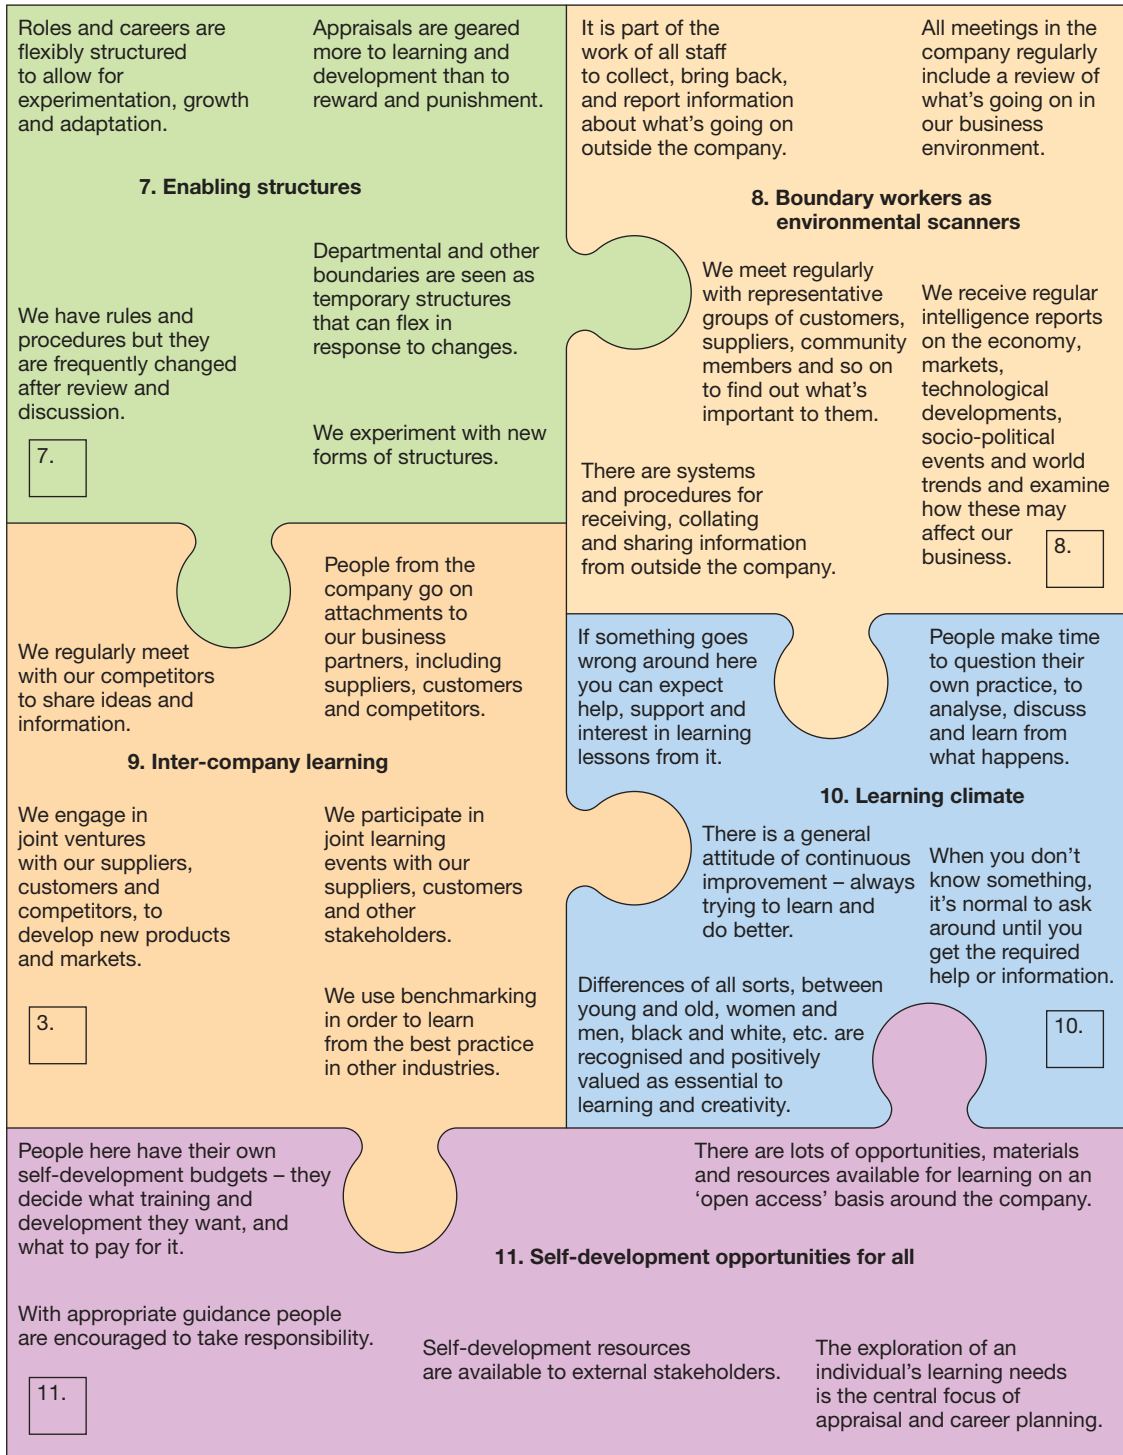 Roles and careers are
flexibly structured
to allow for
experimentation, growth
and adaptation.
Appraisals are geared
more to learning and
development than to
reward and punishment.
7. Enabling structures
Departmental and other
boundaries are seen as
temporary structures
that can flex in
response to changes.
We have rules and
procedures but they
are frequently changed
after review and
discussion.
We experiment with new
forms of structures.
7.
It is part of the
work of all staff
to collect, bring back,
and report information
about what's going on
outside the company.
All meetings in the
company regularly
include a review of
what's going on in
our business
environment.
8. Boundary workers as
environmental scanners
We meet regularly
with representative
groups of customers,
suppliers, community
members and so on
to find out what's
important to them.
We receive regular
intelligence reports
on the economy,
markets,
technological
developments,
socio-political
events and world
trends and examine
how these may
affect our
business.
There are systems
and procedures for
receiving, collating
and sharing information
from outside the company.
8.
We regularly meet
with our competitors
to share ideas and
information.
People from the
company go on
attachments to
our business
partners, including
suppliers, customers
and competitors.
9. Inter-company learning
We engage in
joint ventures
with our suppliers,
customers and
competitors, to
develop new products
and markets.
We participate in
joint learning
events with our
suppliers, customers
and other
stakeholders.
We use benchmarking
in order to learn
from the best practice
in other industries.
3.
If something goes
wrong around here
you can expect
help, support and
interest in learning
lessons from it.
People make time
to question their
own practice, to
analyse, discuss
and learn from
what happens.
10. Learning climate
There is a general
attitude of continuous
improvement – always
trying to learn and
do better.
When you don't
know something,
it's normal to ask
around until you
get the required
help or information.
Differences of all sorts, between
young and old, women and
men, black and white, etc. are
recognised and positively
valued as essential to
learning and creativity.
10.
People here have their own
self-development budgets – they
decide what training and
development they want, and
what to pay for it.
There are lots of opportunities, materials
and resources available for learning on an
'open access' basis around the company.
11. Self-development opportunities for all
With appropriate guidance people
are encouraged to take responsibility.
Self-development resources
are available to external stakeholders.
The exploration of an
individual's learning needs
is the central focus of
appraisal and career planning.
11.